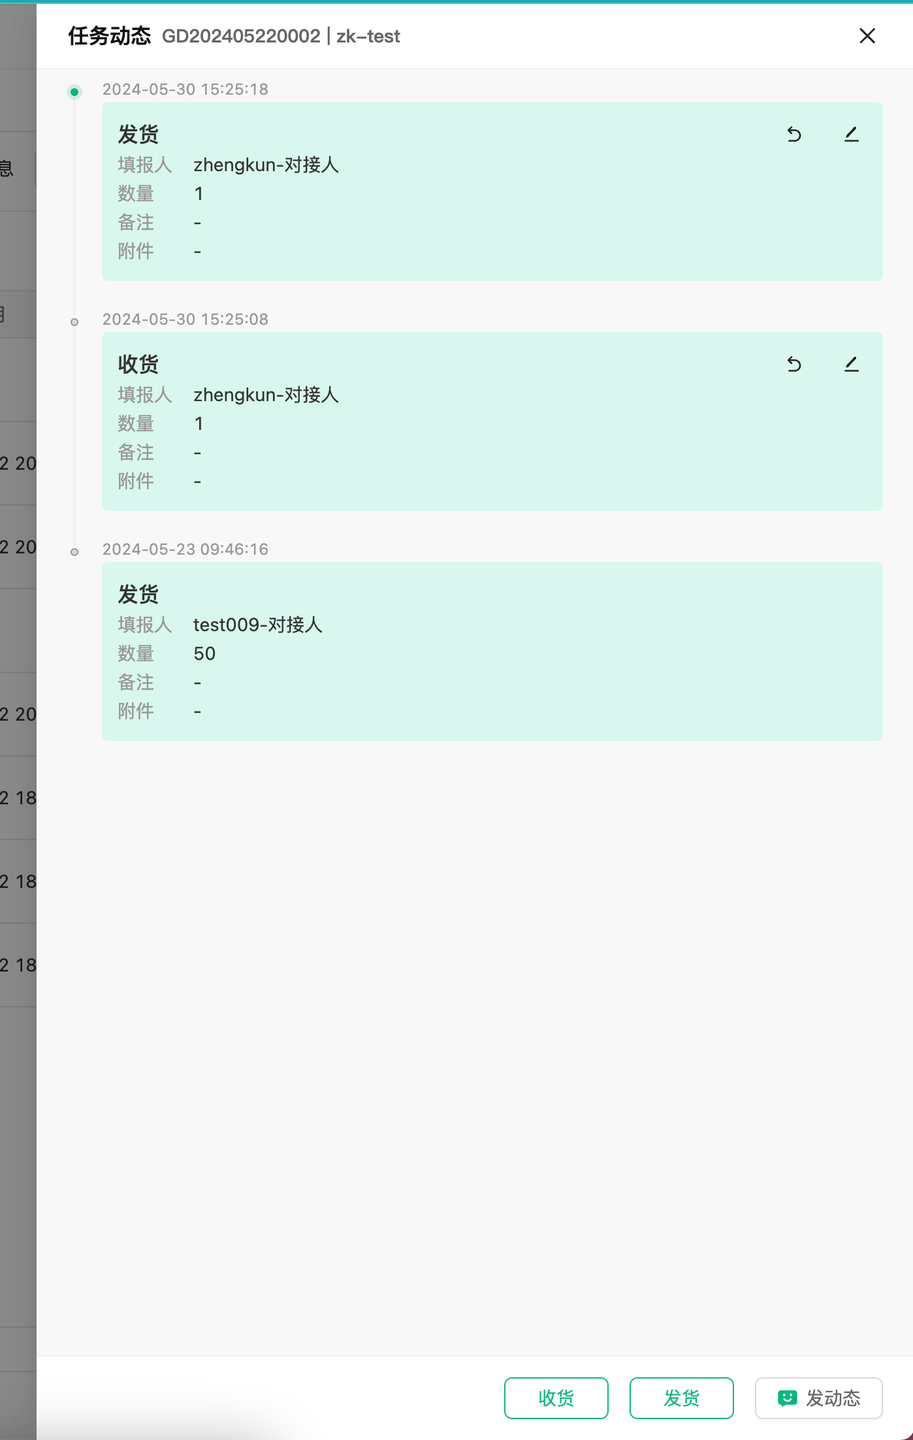 任务动态 GD202405220002 | zk-test
2024-05-30 15:25:18
发货
填报人 zhengkun-对接人
数量 1
备注 -
附件 -
2024-05-30 15:25:08
收货
填报人 zhengkun-对接人
数量 1
备注 -
附件 -
2024-05-23 09:46:16
发货
填报人 test009-对接人
数量 50
备注 -
附件 -
息
2 20
2 20
2 20
2 18
2 18
2 18
收货 发货 发动态